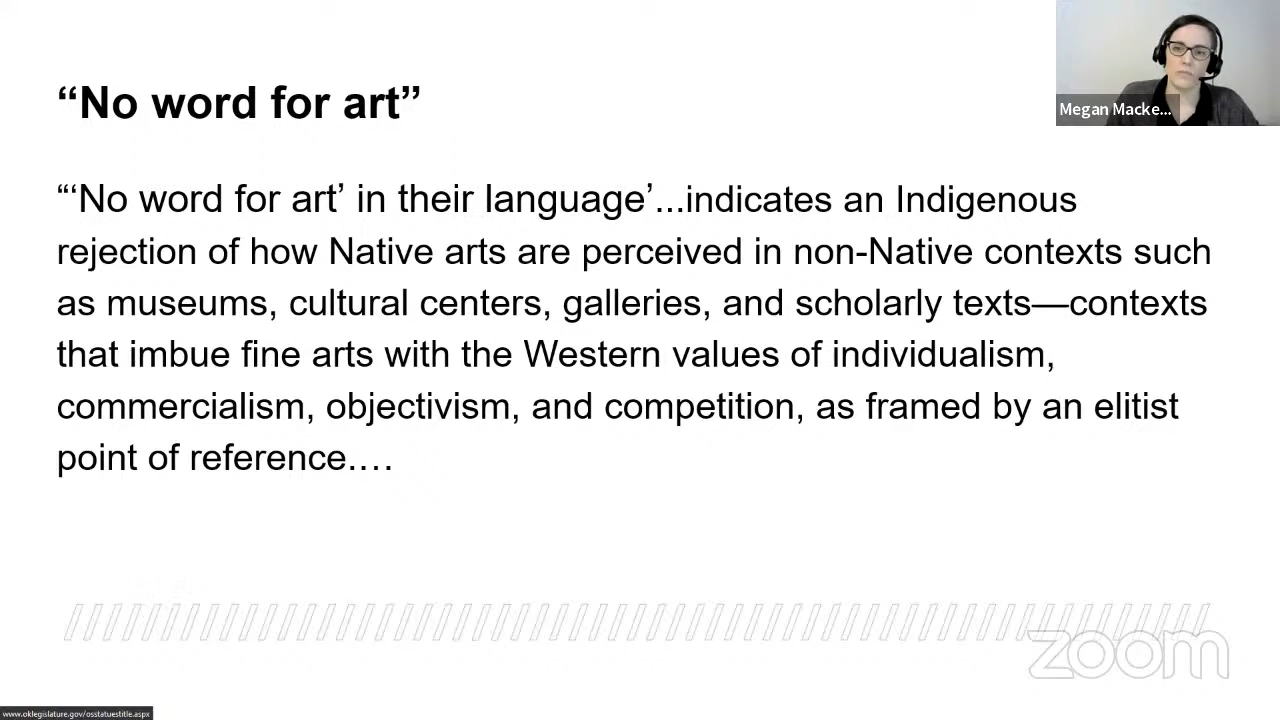 “No word for art”
Megan Macke...
“‘No word for art’ in their language’...indicates an Indigenous
rejection of how Native arts are perceived in non-Native contexts such
as museums, cultural centers, galleries, and scholarly texts—contexts
that imbue fine arts with the Western values of individualism,
commercialism, objectivism, and competition, as framed by an elitist
point of reference.…
zoom
www.oklegislature.gov/osstatuestitle.aspx